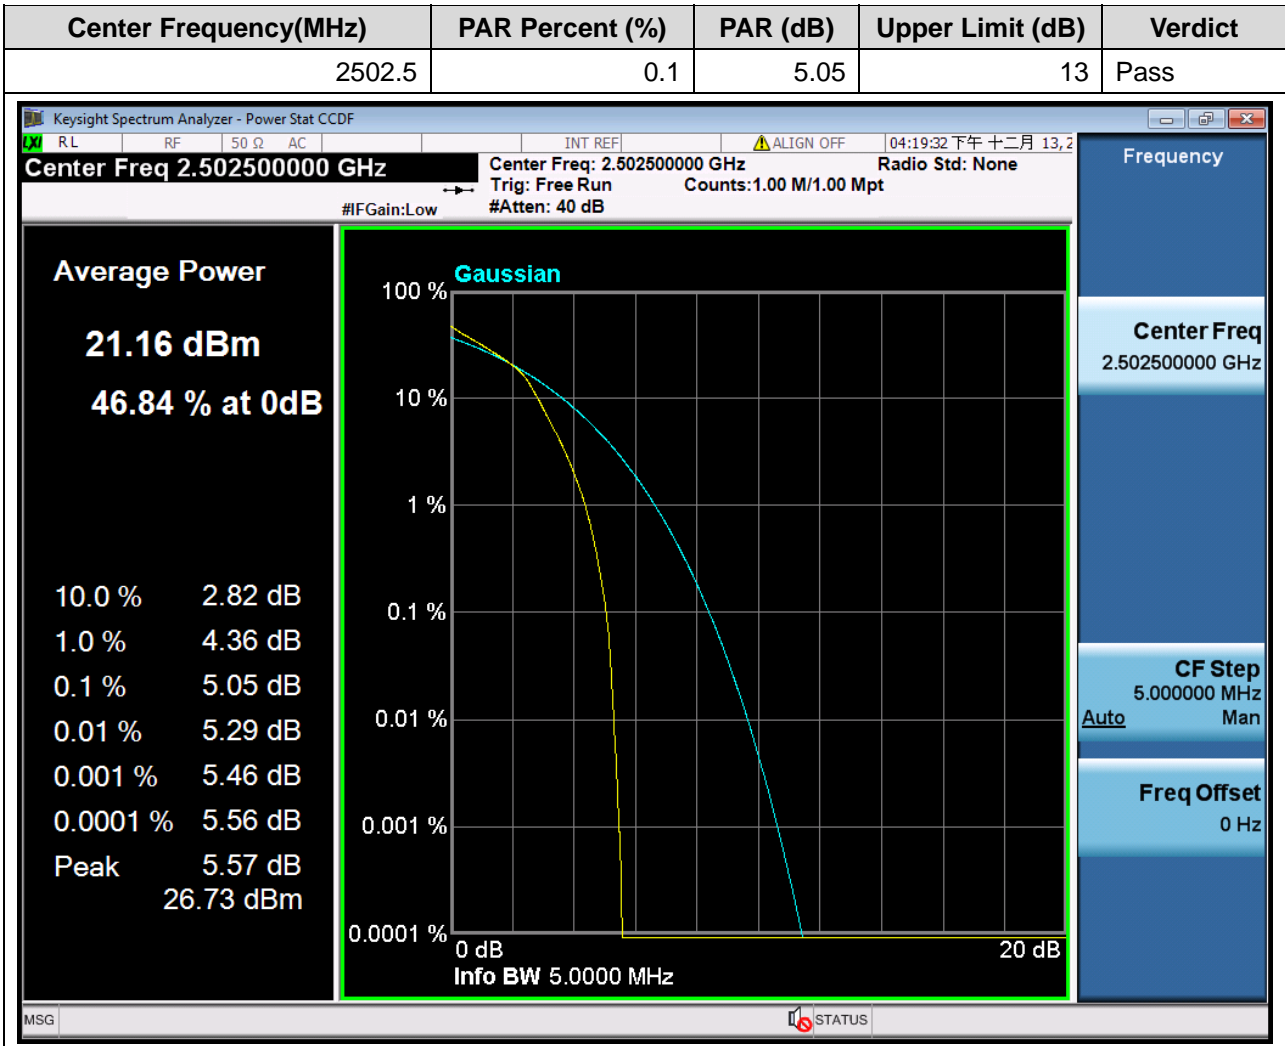 Center Frequency(MHz) PAR Percent (%) PAR (dB) Upper Limit (dB) Verdict
2502.5 0.1 5.05 13 Pass
Keysight Spectrum Analyzer - Power Stat CCDF
LXI RL RF 50 Ω AC INT REF ALIGN OFF 04:19:32 下午 十二月 13, 2
Center Freq 2.502500000 GHz
Center Freq: 2.502500000 GHz Radio Std: None
Trig: Free Run Counts:1.00 M/1.00 Mpt
#IFGain:Low #Atten: 40 dB
Average Power
21.16 dBm
46.84 % at 0dB
10.0 % 2.82 dB
1.0 % 4.36 dB
0.1 % 5.05 dB
0.01 % 5.29 dB
0.001 % 5.46 dB
0.0001 % 5.56 dB
Peak 5.57 dB
26.73 dBm
Gaussian
100 %
10 %
1 %
0.1 %
0.01 %
0.001 %
0.0001 %
0 dB 20 dB
Info BW 5.0000 MHz
Frequency
Center Freq
2.502500000 GHz
CF Step
5.000000 MHz
Auto Man
Freq Offset
0 Hz
MSG STATUS